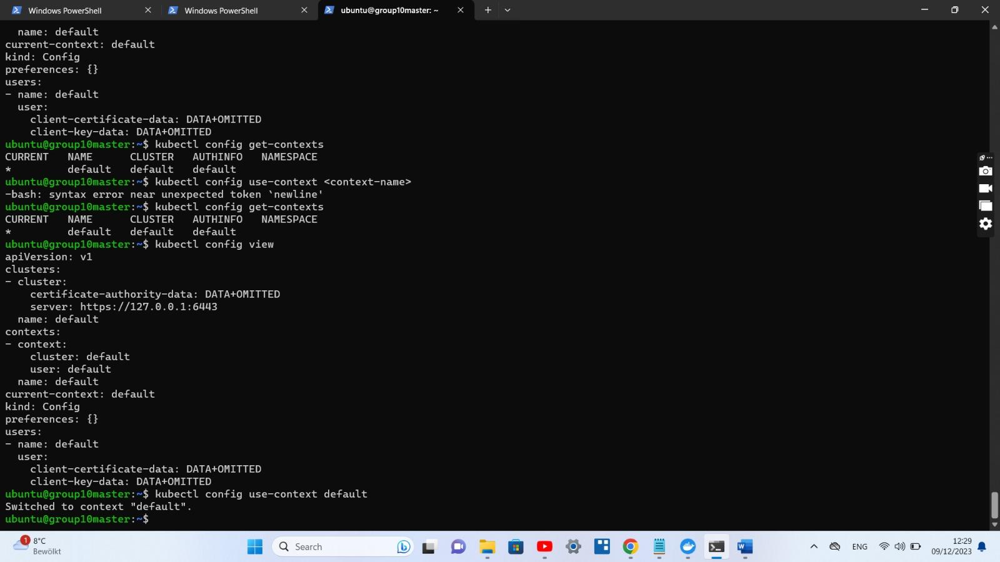 Windows PowerShell
Windows PowerShell
ubuntu@group10master: ~
name: default
current-context: default
kind: Config
preferences: {}
users:
- name: default
user:
client-certificate-data: DATA+OMITTED
client-key-data: DATA+OMITTED
ubuntu@group10master:~$ kubectl config get-contexts
CURRENT NAME CLUSTER AUTHINFO NAMESPACE
* default default default
ubuntu@group10master:~$ kubectl config use-context <context-name>
-bash: syntax error near unexpected token `newline'
ubuntu@group10master:~$ kubectl config get-contexts
CURRENT NAME CLUSTER AUTHINFO NAMESPACE
* default default default
ubuntu@group10master:~$ kubectl config view
apiVersion: v1
clusters:
- cluster:
certificate-authority-data: DATA+OMITTED
server: https://127.0.0.1:6443
name: default
contexts:
- context:
cluster: default
user: default
name: default
current-context: default
kind: Config
preferences: {}
users:
- name: default
user:
client-certificate-data: DATA+OMITTED
client-key-data: DATA+OMITTED
ubuntu@group10master:~$ kubectl config use-context default
Switched to context "default".
ubuntu@group10master:~$
1
8°C
Bewölkt
Search
ENG
12:29
09/12/2023